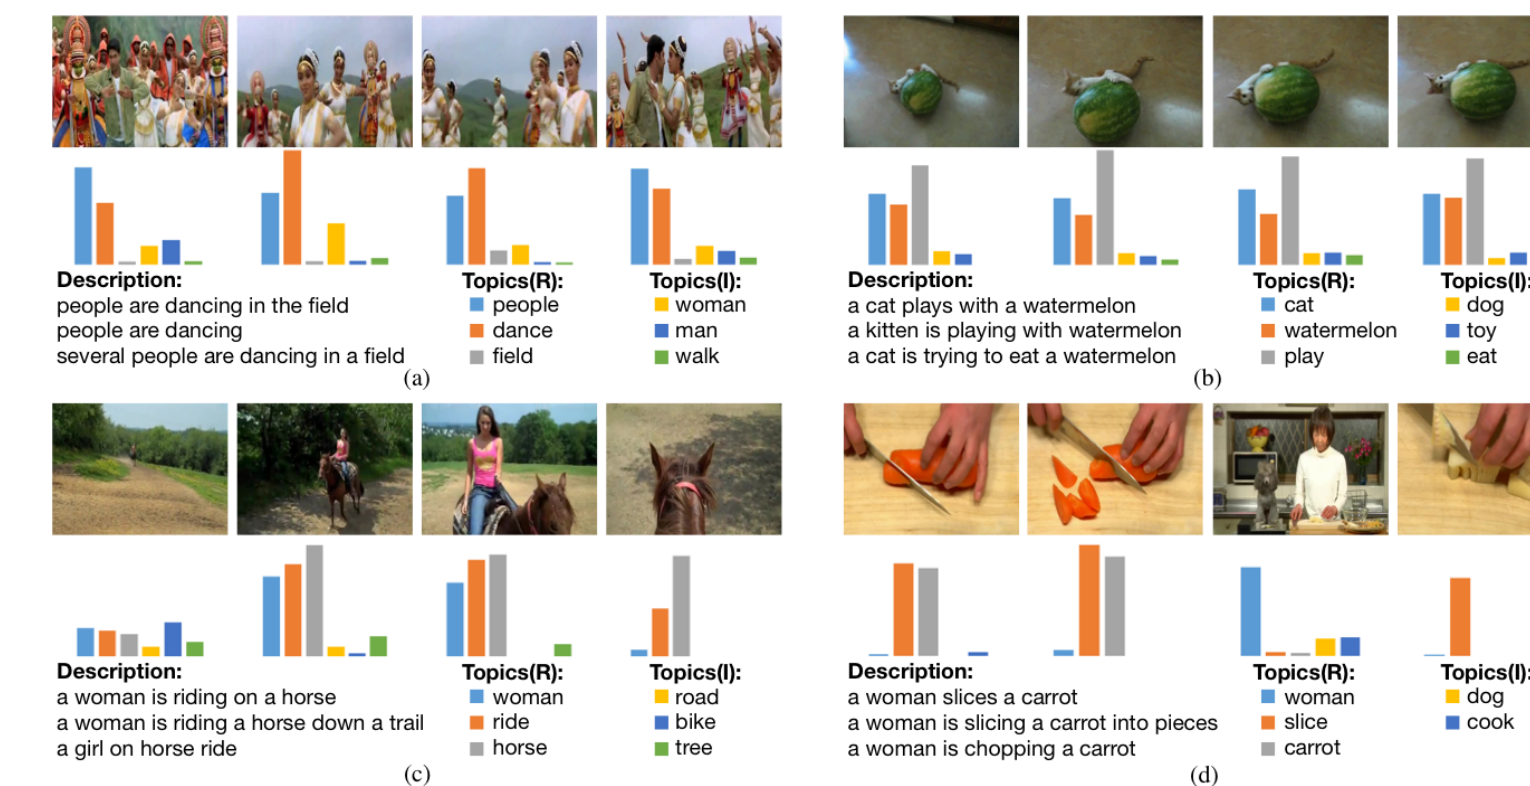 Description:
people are dancing in the field
people are dancing
several people are dancing in a field
Topics(R):
people
dance
field
Topics(I):
woman
man
walk
(a)
Description:
a cat plays with a watermelon
a kitten is playing with watermelon
a cat is trying to eat a watermelon
Topics(R):
cat
watermelon
play
Topics(I):
dog
toy
eat
(b)
Description:
a woman is riding on a horse
a woman is riding a horse down a trail
a girl on horse ride
Topics(R):
woman
ride
horse
Topics(I):
road
bike
tree
(c)
Description:
a woman slices a carrot
a woman is slicing a carrot into pieces
a woman is chopping a carrot
Topics(R):
woman
slice
carrot
Topics(I):
dog
cook
(d)